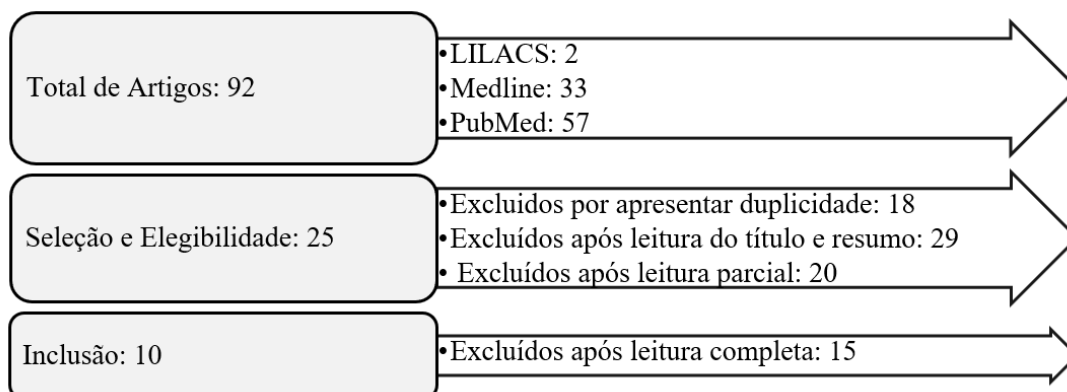 Total de Artigos: 92
•LILACS: 2
•Medline: 33
•PubMed: 57
Seleção e Elegibilidade: 25
•Excluidos por apresentar duplicidade: 18
•Excluídos após leitura do título e resumo: 29
• Excluídos após leitura parcial: 20
Inclusão: 10
•Excluídos após leitura completa: 15